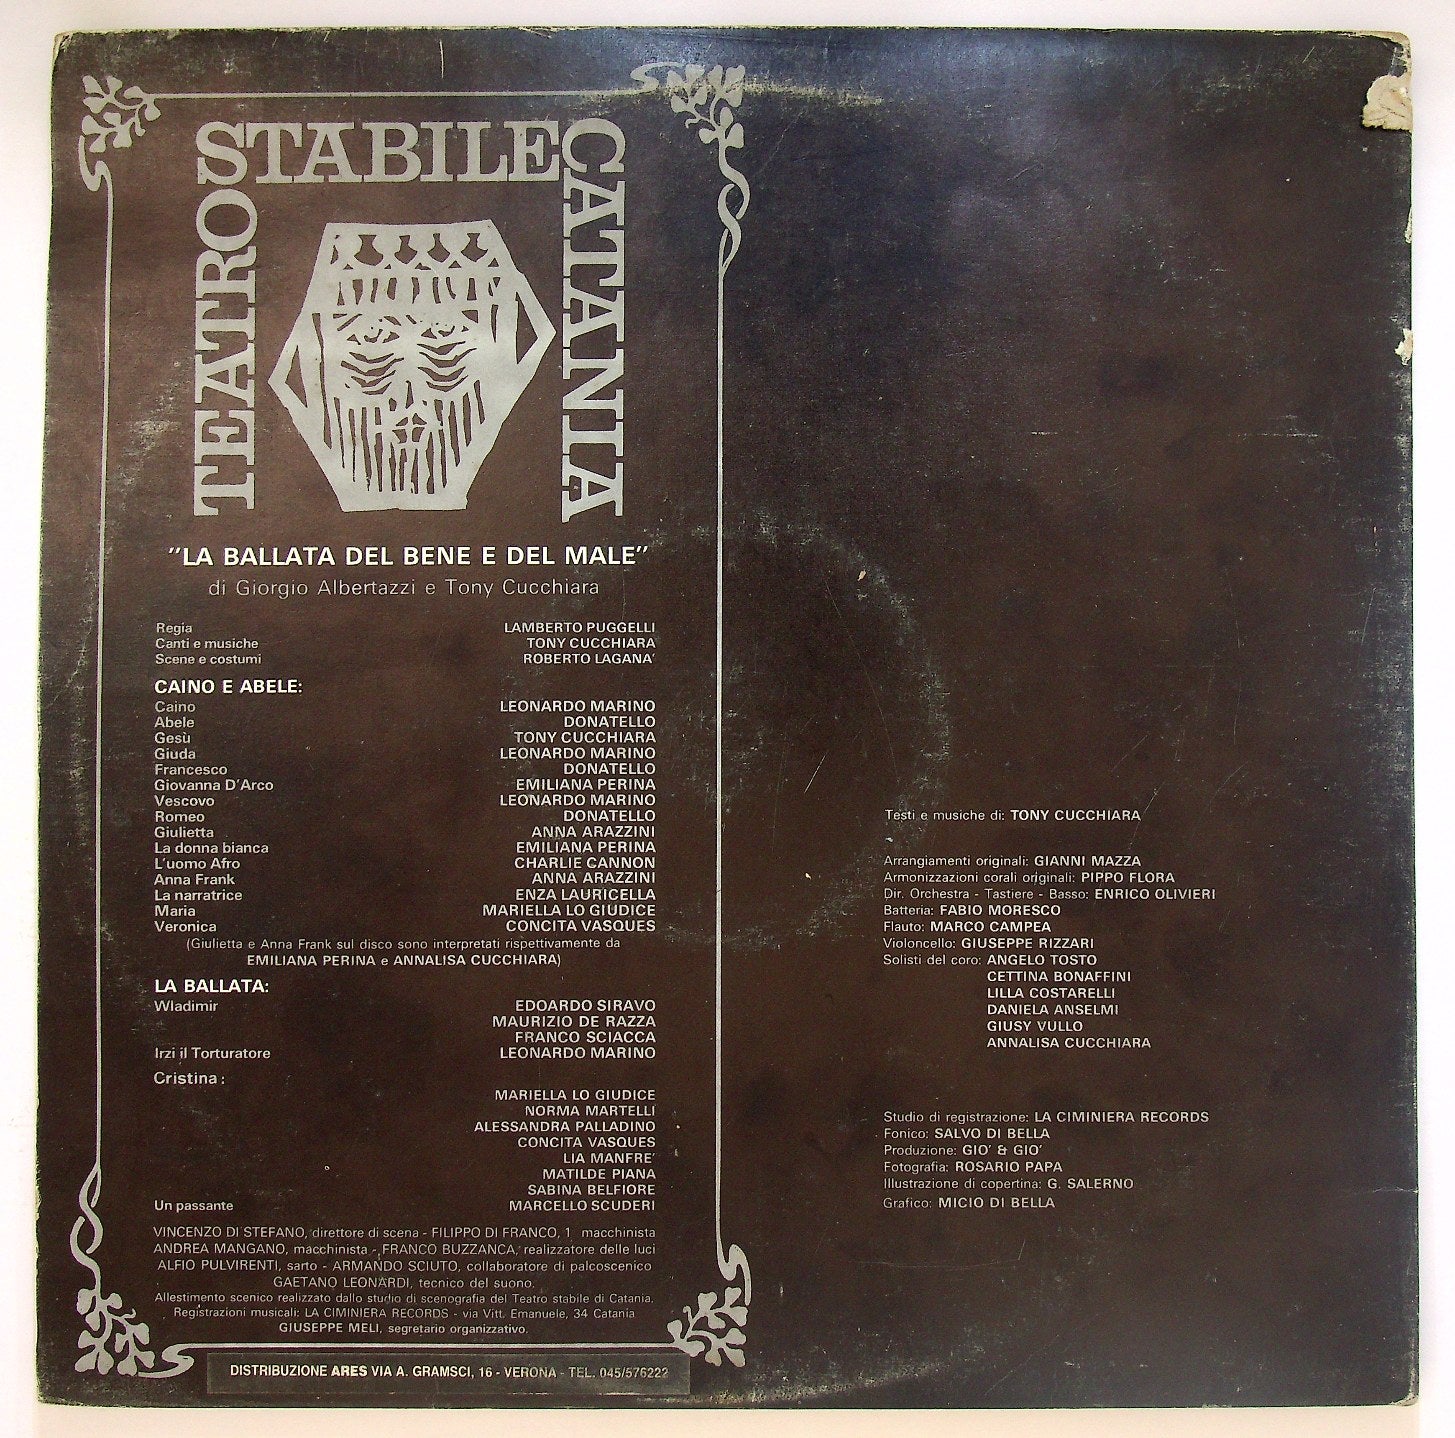 TEATRO STABILE CATANIA
"LA BALLATA DEL BENE E DEL MALE"
di Giorgio Albertazzi e Tony Cucchiara
Regia LAMBERTO PUGGELLI
Canti e musiche TONY CUCCHIARA
Scene e costumi ROBERTO LAGANA'
CAINO E ABELE:
Caino LEONARDO MARINO
Abele DONATELLO
Gesù TONY CUCCHIARA
Giuda LEONARDO MARINO
Francesco DONATELLO
Giovanna D'Arco EMILIANA PERINA
Vescovo LEONARDO MARINO
Romeo DONATELLO
Giulietta ANNA ARAZZINI
La donna bianca EMILIANA PERINA
L'uomo Afro CHARLIE CANNON
Anna Frank ANNA ARAZZINI
La narratrice ENZA LAURICELLA
Maria MARIELLA LO GIUDICE
Veronica CONCITA VASQUES
(Giulietta e Anna Frank sul disco sono interpretati rispettivamente da
EMILIANA PERINA e ANNALISA CUCCHIARA)
LA BALLATA:
Wladimir EDOARDO SIRAVO
MAURIZIO DE RAZZA
FRANCO SCIACCA
Irzi il Torturatore LEONARDO MARINO
Cristina:
MARIELLA LO GIUDICE
NORMA MARTELLI
ALESSANDRA PALLADINO
CONCITA VASQUES
LIA MANFRE'
MATILDE PIANA
SABINA BELFIORE
Un passante MARCELLO SCUDERI
VINCENZO DI STEFANO, direttore di scena - FILIPPO DI FRANCO, 1 macchinista
ANDREA MANGANO, macchinista - FRANCO BUZZANCA, realizzatore delle luci
ALFIO PULVIRENTI, sarto - ARMANDO SCIUTO, collaboratore di palcoscenico
GAETANO LEONARDI, tecnico del suono.
Allestimento scenico realizzato dallo studio di scenografia del Teatro stabile di Catania.
Registrazioni musicali: LA CIMINIERA RECORDS - via Vitt. Emanuele, 34 Catania
GIUSEPPE MELI, segretario organizzativo.
DISTRIBUZIONE ARES VIA A. GRAMSCI, 16 - VERONA - TEL. 045/576222
Testi e musiche di: TONY CUCCHIARA
Arrangiamenti originali: GIANNI MAZZA
Armonizzazioni corali originali: PIPPO FLORA
Dir. Orchestra - Tastiere - Basso: ENRICO OLIVIERI
Batteria: FABIO MORESCO
Flauto: MARCO CAMPEA
Violoncello: GIUSEPPE RIZZARI
Solisti del coro: ANGELO TOSTO
CETTINA BONAFFINI
LILLA COSTARELLI
DANIELA ANSELMI
GIUSY VULLO
ANNALISA CUCCHIARA
Studio di registrazione: LA CIMINIERA RECORDS
Fonico: SALVO DI BELLA
Produzione: GIO' & GIO'
Fotografia: ROSARIO PAPA
Illustrazione di copertina: G. SALERNO
Grafico: MICIO DI BELLA